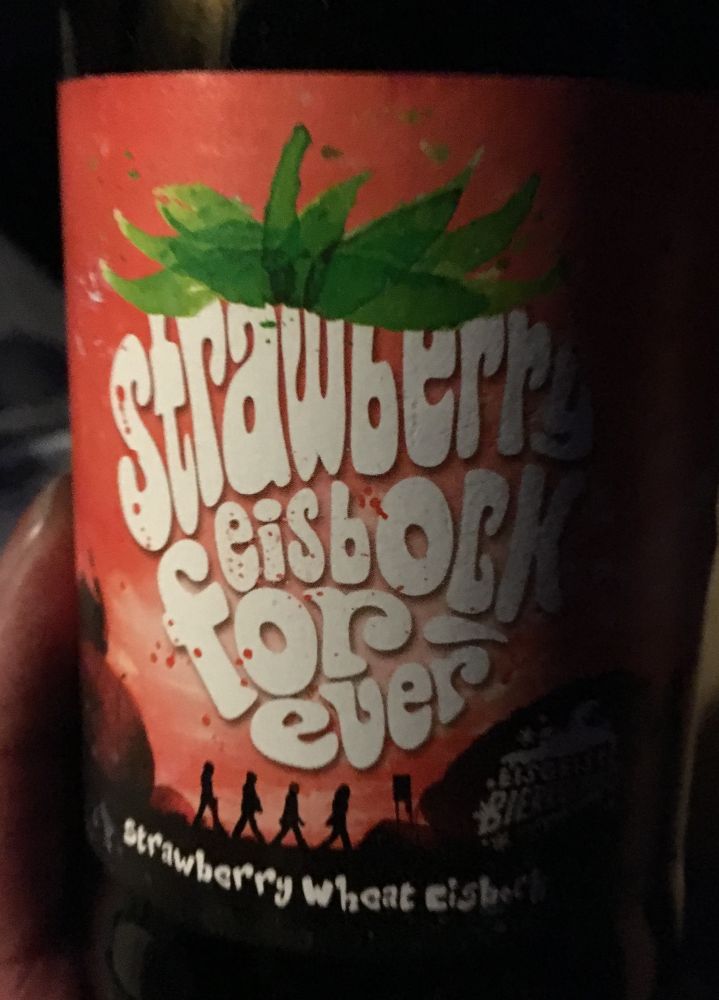 strawberry
eisbock
for
ever
strawberry wheat eisbock